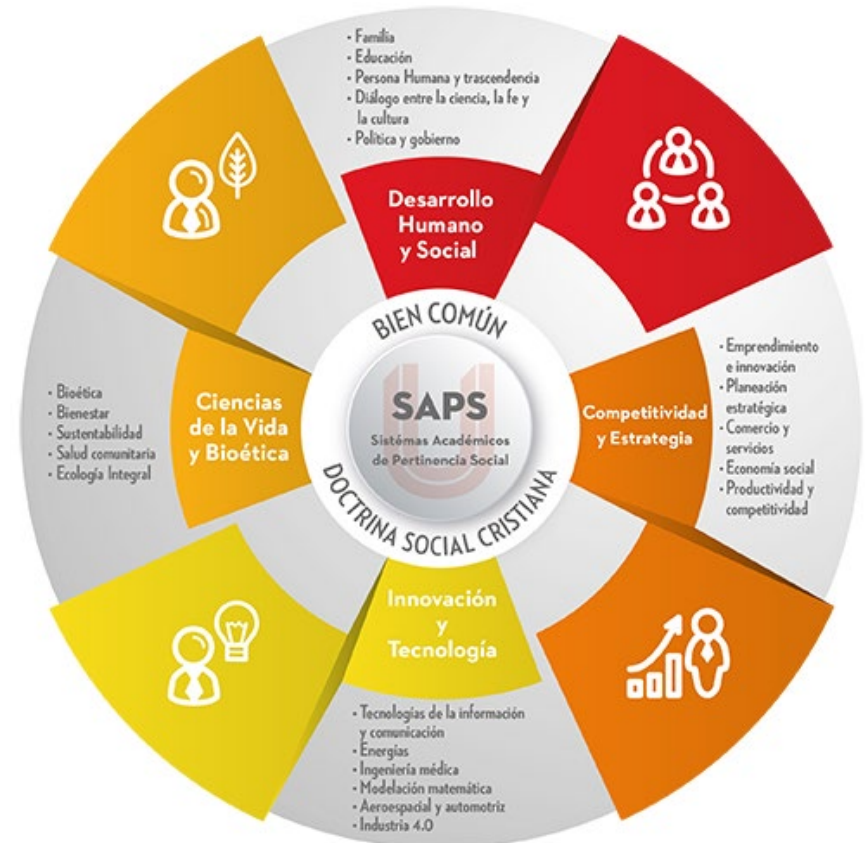 • Familia
• Educación
• Persona Humana y trascendencia
• Diálogo entre la ciencia, la fe y
la cultura
• Política y gobierno
Desarrollo
Humano
y Social
• Emprendimiento
e innovación
• Planeación
estratégica
• Comercio y
servicios
• Economía social
• Productividad y
competitividad
Competitividad
y Estrategia
BIEN COMÚN
U
SAPS
Sistémas Académicos
de Pertinencia Social
DOCTRINA SOCIAL CRISTIANA
Ciencias
de la Vida
y Bioética
• Bioética
• Bienestar
• Sustentabilidad
• Salud comunitaria
• Ecología Integral
Innovación
y
Tecnología
• Tecnologías de la información
y comunicación
• Energías
• Ingeniería médica
• Modelación matemática
• Aeroespacial y automotriz
• Industria 4.0